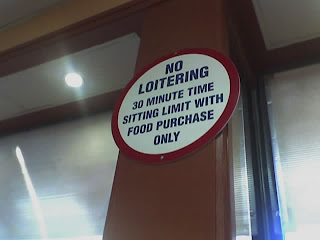 NO
LOITERING
30 MINUTE TIME
SITTING LIMIT WITH
FOOD PURCHASE
ONLY